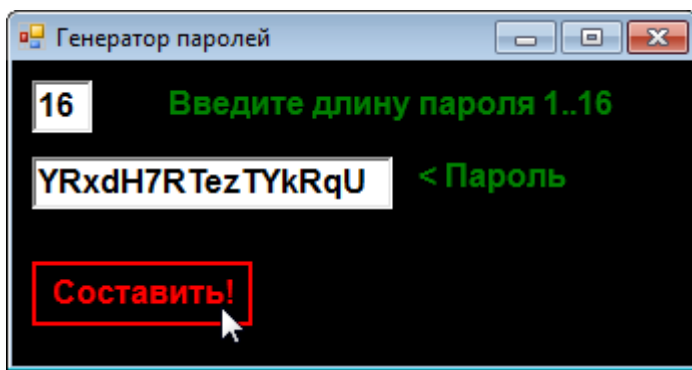 Генератор паролей
16 Введите длину пароля 1..16
YRxdH7RTezTYkRqU < Пароль
Составить!